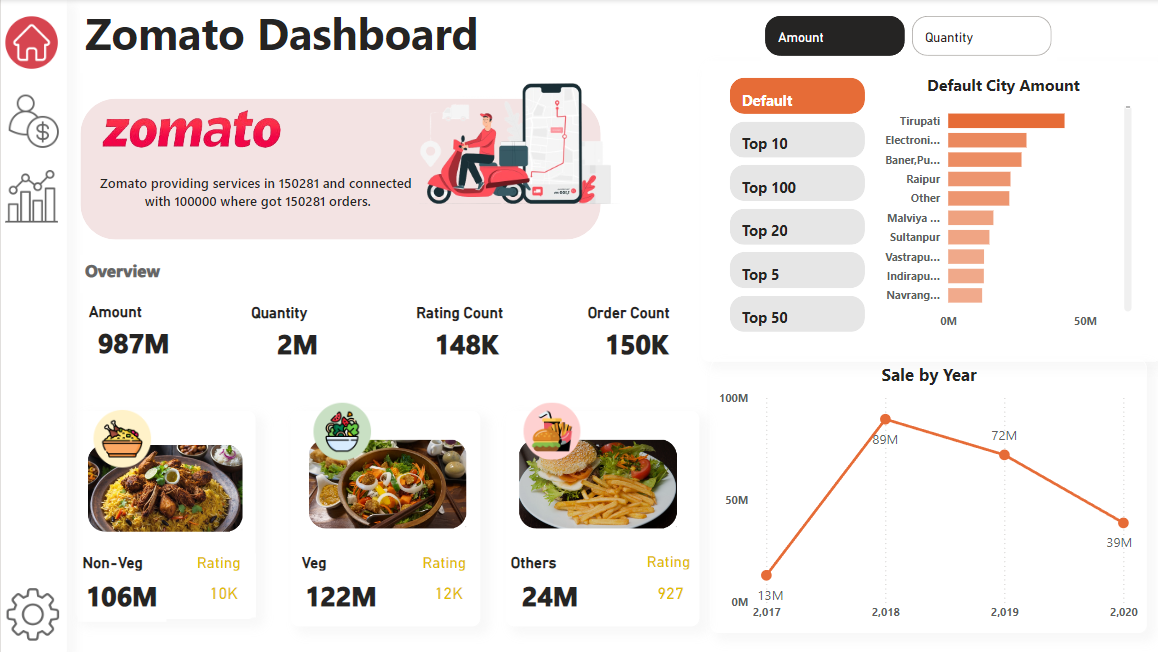 Zomato Dashboard
Amount
Quantity
zomato
Zomato providing services in 150281 and connected
with 100000 where got 150281 orders.
Default
Top 10
Top 100
Top 20
Top 5
Top 50
Default City Amount
Tirupati
Electroni...
Baner,Pu...
Raipur
Other
Malviya ...
Sultanpur
Vastrapu...
Indirapu...
Navrang...
0M 50M
Overview
Amount Quantity Rating Count Order Count
987M 2M 148K 150K
Non-Veg Rating
106M 10K
Veg Rating
122M 12K
Others Rating
24M 927
Sale by Year
100M
50M
0M
13M
89M
72M
39M
2,017 2,018 2,019 2,020